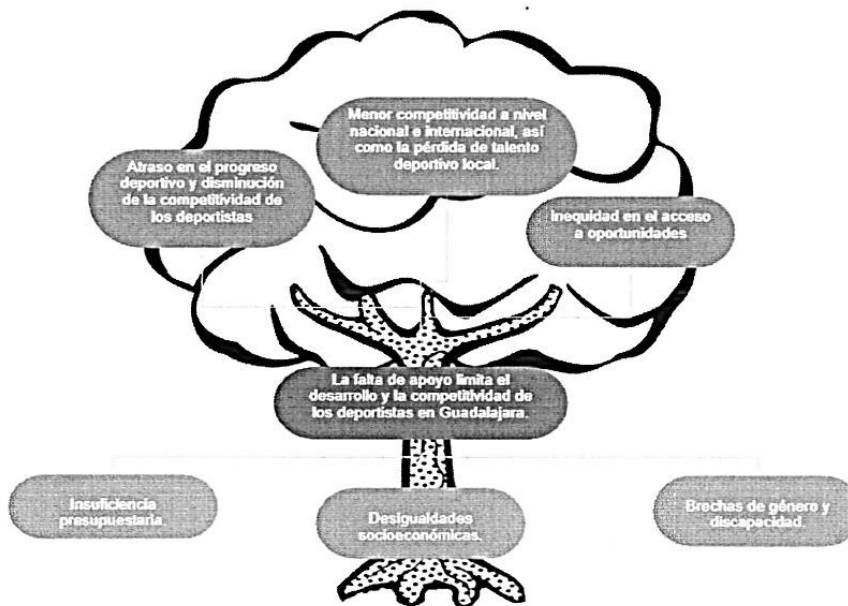 Menor competitividad a nivel
nacional e internacional, así
como la pérdida de talento
deportivo local.
Atraso en el progreso
deportivo y disminución
de la competitividad de
los deportistas
Inequidad en el acceso
a oportunidades
La falta de apoyo limita el
desarrollo y la competitividad de
los deportistas en Guadalajara.
Insuficiencia
presupuestaria.
Desigualdades
socioeconómicas.
Brechas de género y
discapacidad.